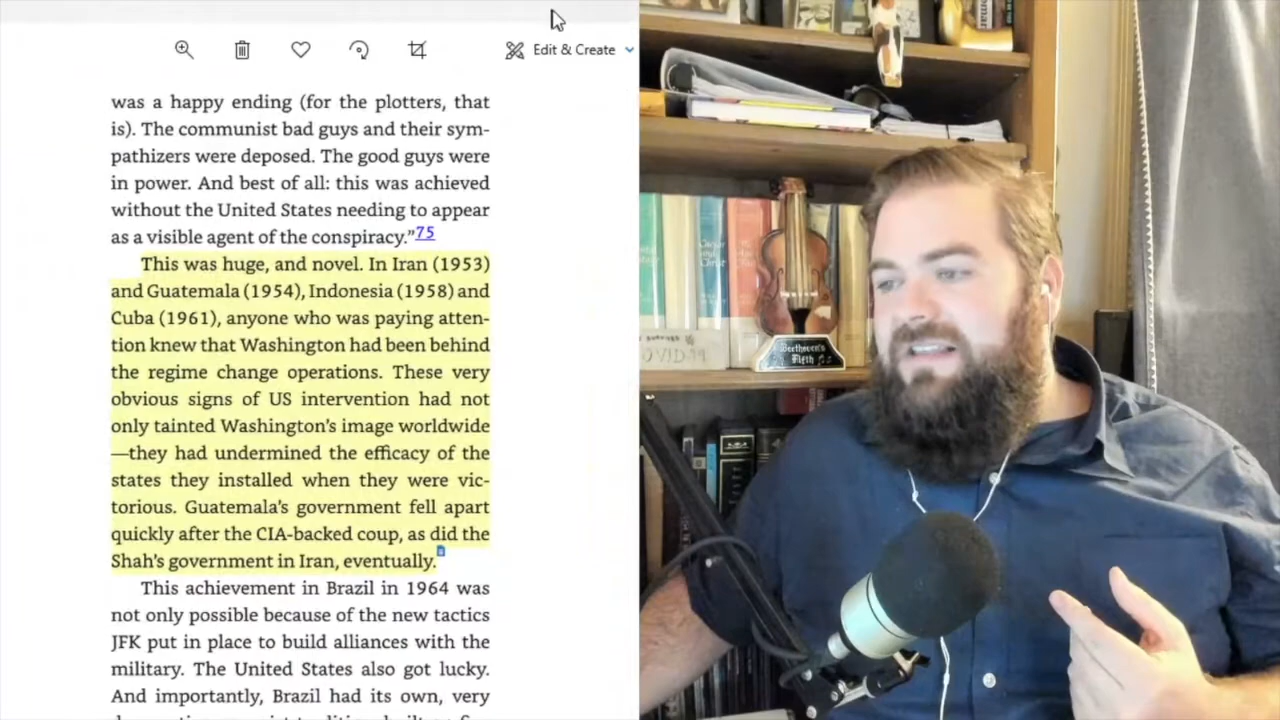 Edit & Create
was a happy ending (for the plotters, that
is). The communist bad guys and their sym-
pathizers were deposed. The good guys were
in power. And best of all: this was achieved
without the United States needing to appear
as a visible agent of the conspiracy.”75
This was huge, and novel. In Iran (1953)
and Guatemala (1954), Indonesia (1958) and
Cuba (1961), anyone who was paying atten-
tion knew that Washington had been behind
the regime change operations. These very
obvious signs of US intervention had not
only tainted Washington’s image worldwide
—they had undermined the efficacy of the
states they installed when they were vic-
torious. Guatemala’s government fell apart
quickly after the CIA-backed coup, as did the
Shah’s government in Iran, eventually.
This achievement in Brazil in 1964 was
not only possible because of the new tactics
JFK put in place to build alliances with the
military. The United States also got lucky.
And importantly, Brazil had its own, very
Caesar and Christ
Beethoven's
Fifth